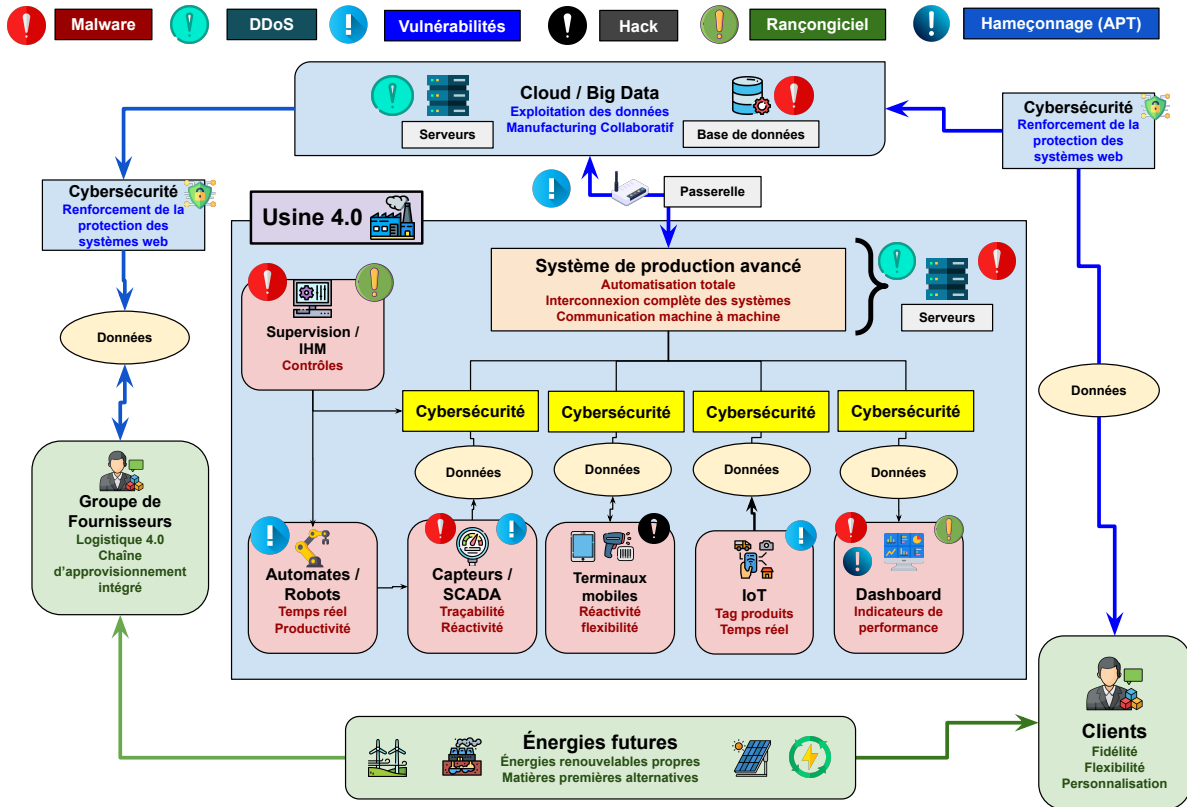 Malware
DDoS
Vulnérabilités
Hack
Rançongiciel
Hameçonnage (APT)
Cloud / Big Data
Exploitation des données
Manufacturing Collaboratif
Serveurs
Base de données
Cybersécurité
Renforcement de la
protection des
systèmes web
Cybersécurité
Renforcement de la
protection des
systèmes web
Passerelle
Usine 4.0
Système de production avancé
Automatisation totale
Interconnexion complète des systèmes
Communication machine à machine
Serveurs
Supervision /
IHM
Contrôles
Données
Données
Cybersécurité
Cybersécurité
Cybersécurité
Cybersécurité
Données
Données
Données
Données
Groupe de
Fournisseurs
Logistique 4.0
Chaîne
d'approvisionnement
intégré
Automates /
Robots
Temps réel
Productivité
Capteurs /
SCADA
Traçabilité
Réactivité
Terminaux
mobiles
Réactivité
flexibilité
IoT
Tag produits
Temps réel
Dashboard
Indicateurs de
performance
Énergies futures
Énergies renouvelables propres
Matières premières alternatives
Clients
Fidélité
Flexibilité
Personnalisation